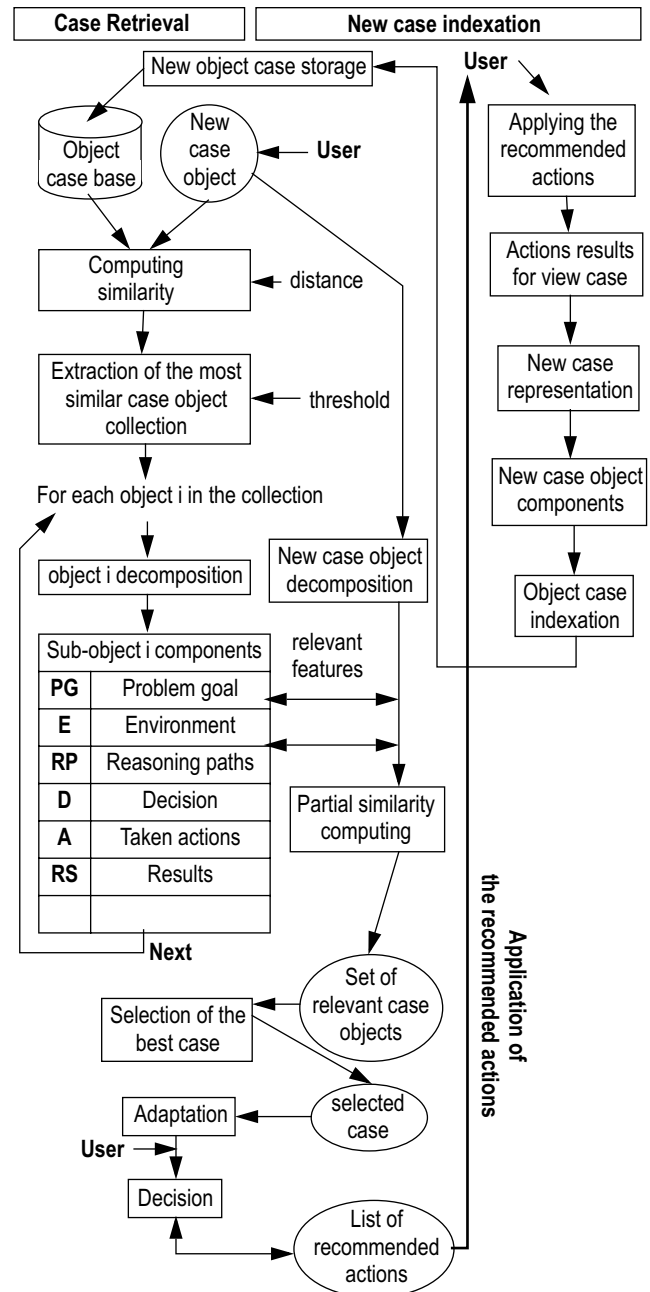 Case Retrieval
New case indexation
New object case storage
User
Object
case base
New
case
object
User
Applying the
recommended
actions
Computing
similarity
distance
Actions results
for view case
Extraction of the most
similar case object
collection
threshold
New case
representation
For each object i in the collection
New case object
components
object i decomposition
New case object
decomposition
Object case
indexation
Sub-object i components
PG Problem goal
E Environment
RP Reasoning paths
D Decision
A Taken actions
RS Results
relevant
features
Partial similarity
computing
Next
Set of
relevant case
objects
Selection of the
best case
selected
case
Adaptation
User
Decision
List of
recommended
actions
Application of
the recommended actions